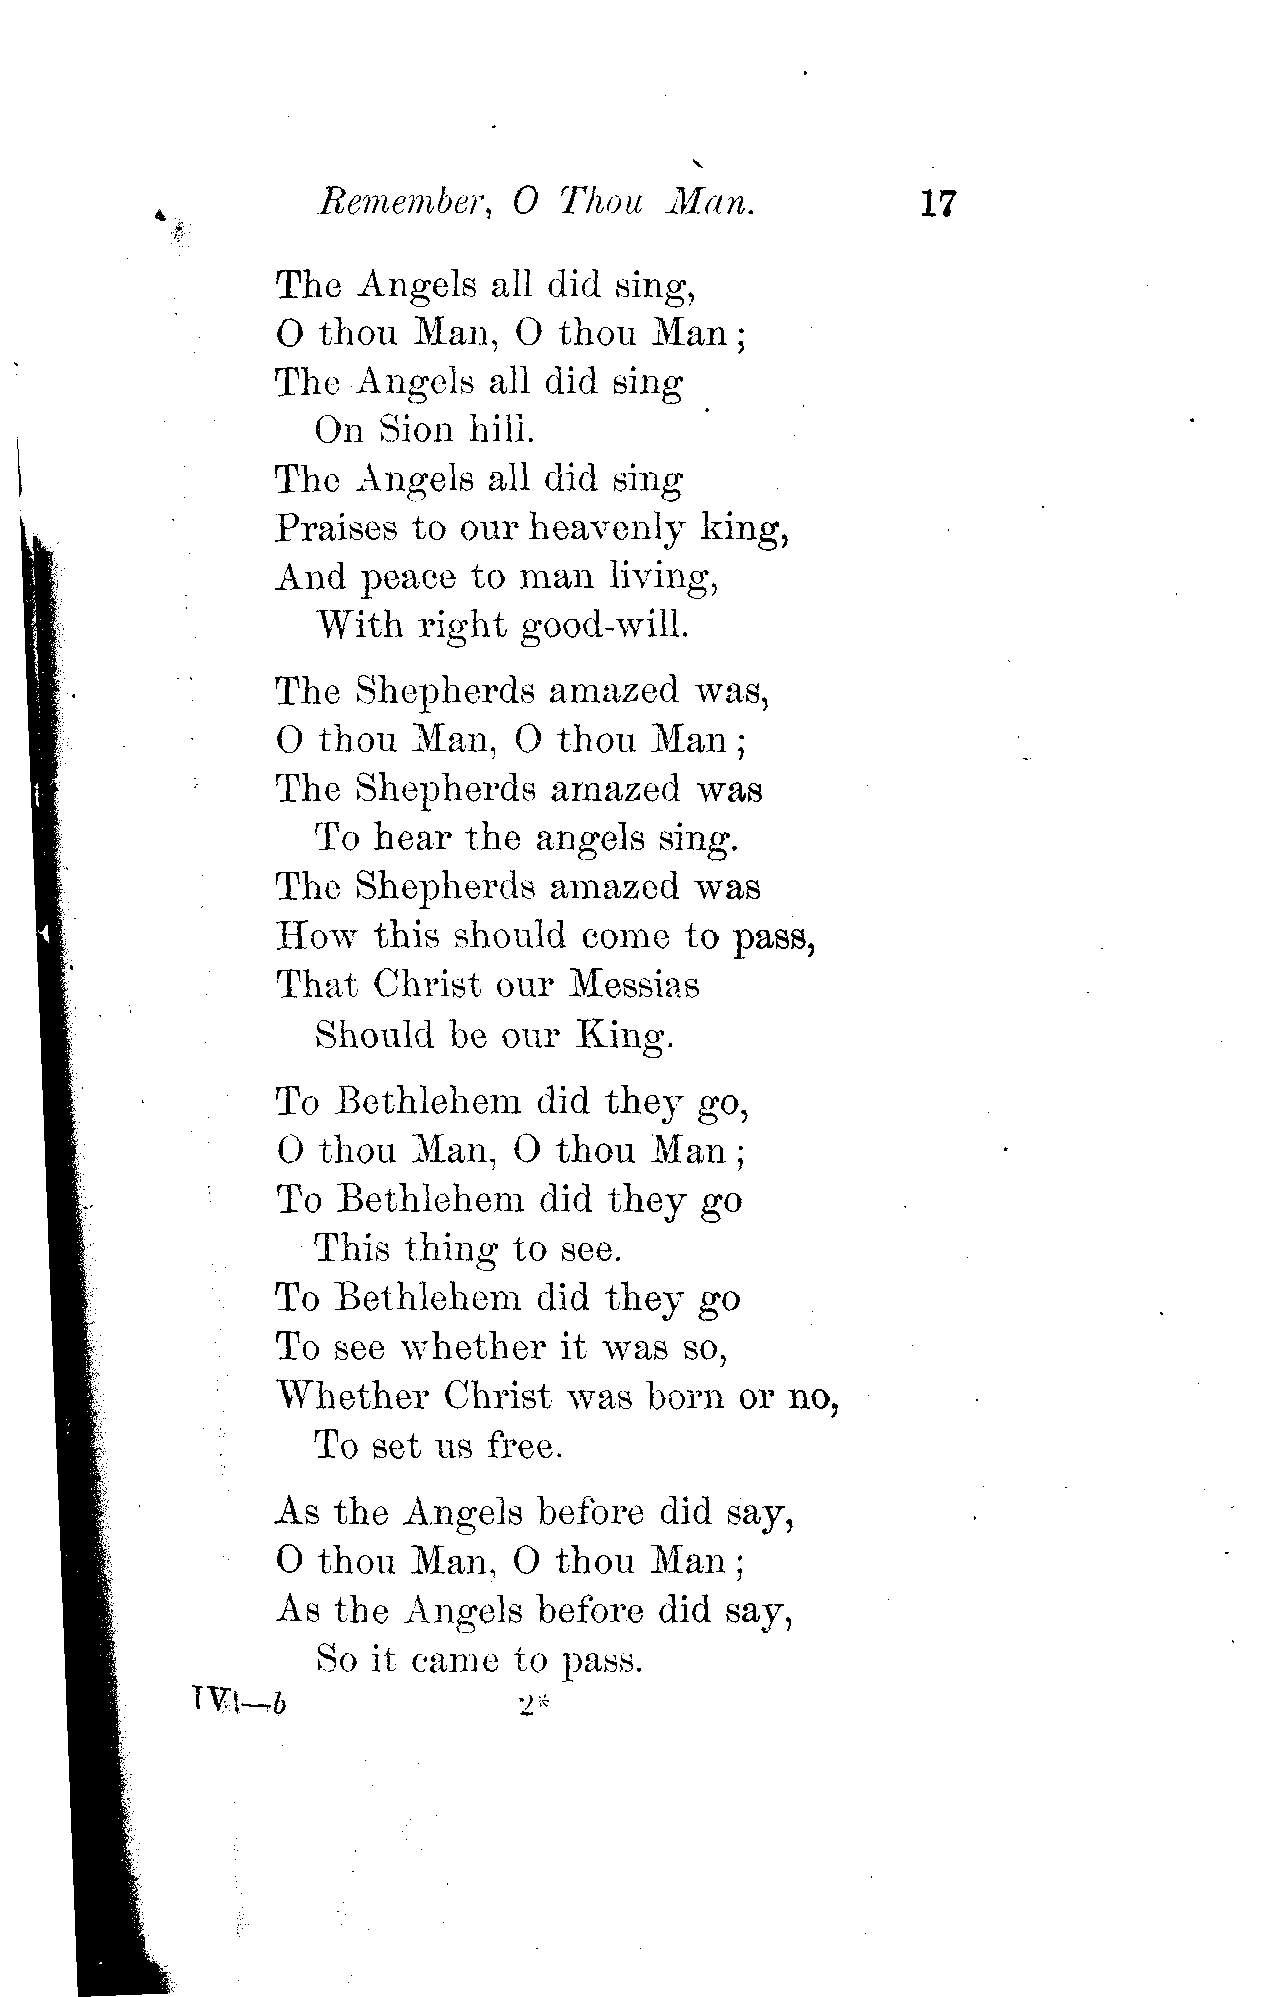 Remember, O Thou Man. 17
The Angels all did sing,
O thou Man, O thou Man;
The Angels all did sing
On Sion hill.
The Angels all did sing
Praises to our heavenly king,
And peace to man living,
With right good-will.
The Shepherds amazed was,
O thou Man, O thou Man;
The Shepherds amazed was
To hear the angels sing.
The Shepherds amazed was
How this should come to pass,
That Christ our Messias
Should be our King.
To Bethlehem did they go,
O thou Man, O thou Man;
To Bethlehem did they go
This thing to see.
To Bethlehem did they go
To see whether it was so,
Whether Christ was born or no,
To set us free.
As the Angels before did say,
O thou Man, O thou Man;
As the Angels before did say,
So it came to pass.
2*